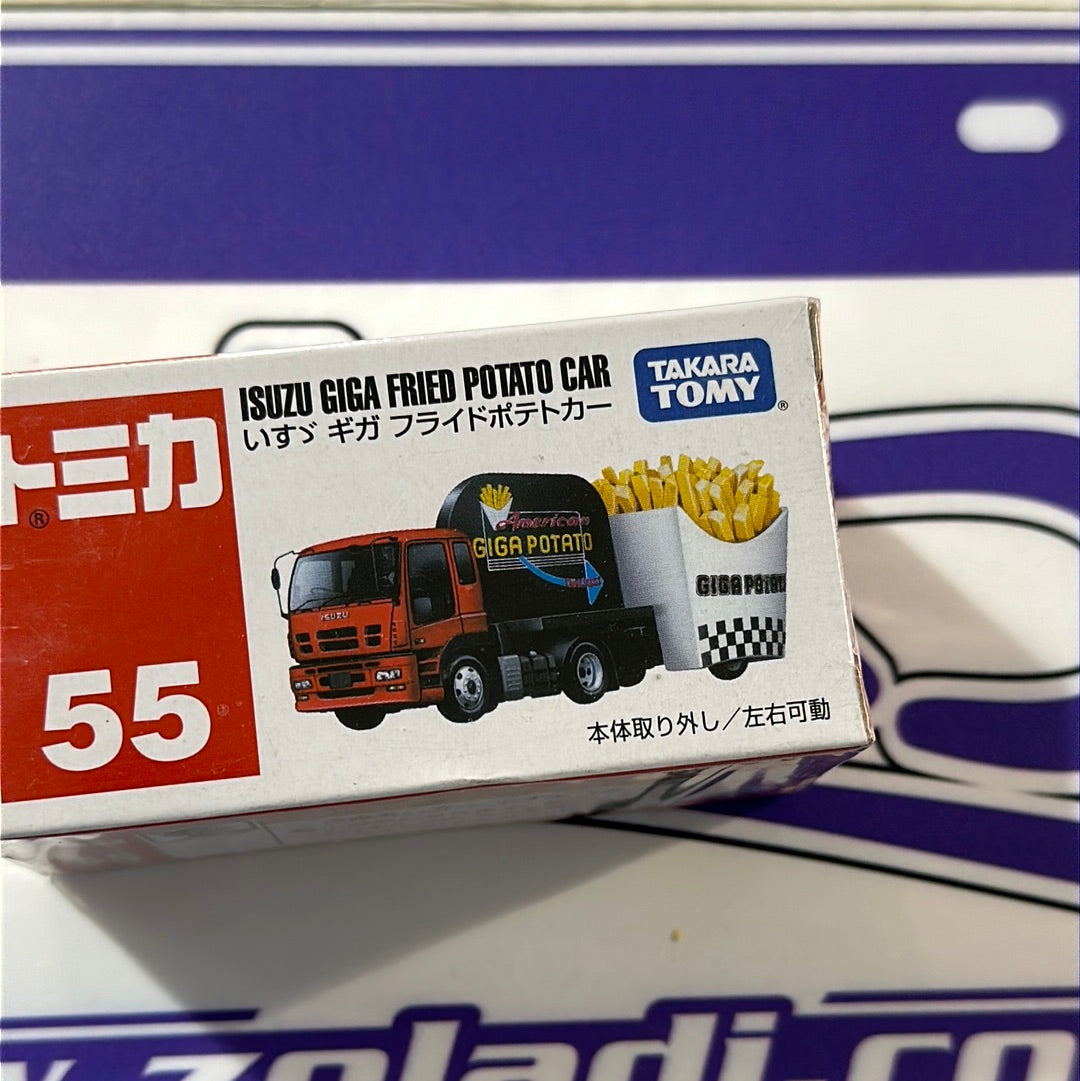 ISUZU GIGA FRIED POTATO CAR
いすゞ ギガ フライドポテトカー
TAKARA
TOMY
®
トミカ
®
55
ISUZU
American
GIGA POTATO
GIGA POTATO
本体取り外し／左右可動
zoladi.co